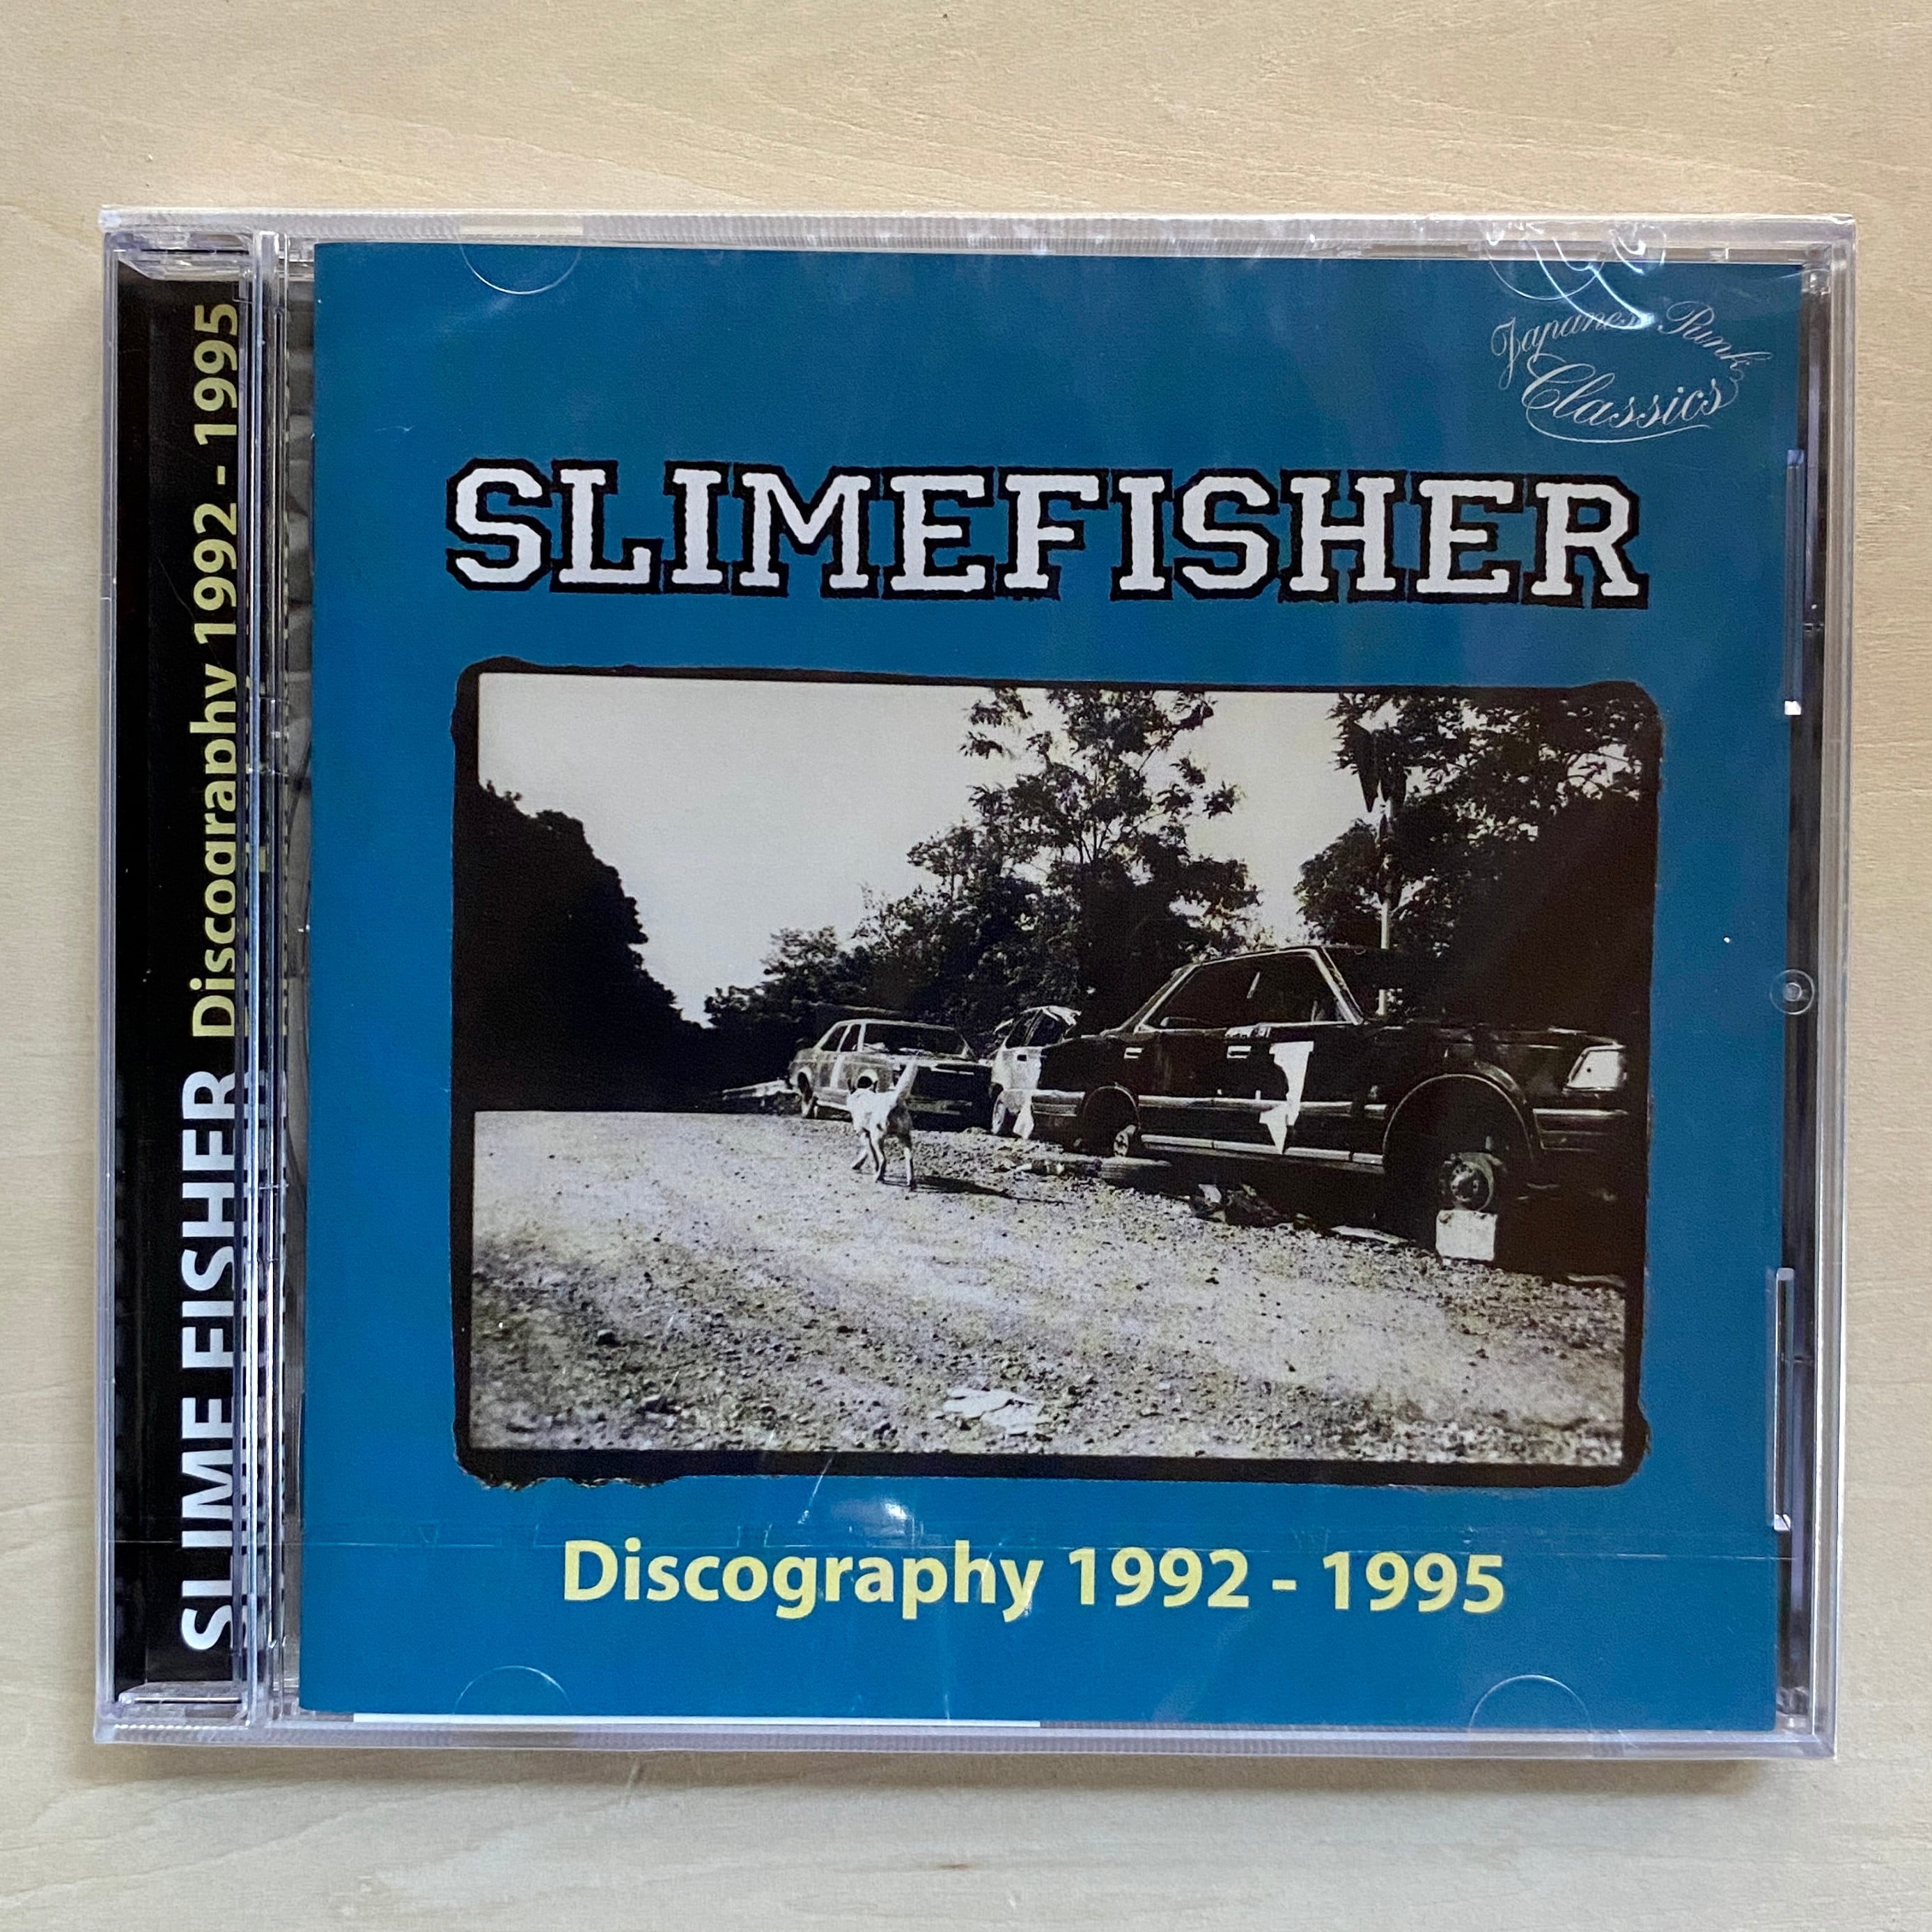 SLIME FISHER Discography 1992 - 1995
Japanese Punk
Classics
SLIMEFISHER
Discography 1992 - 1995